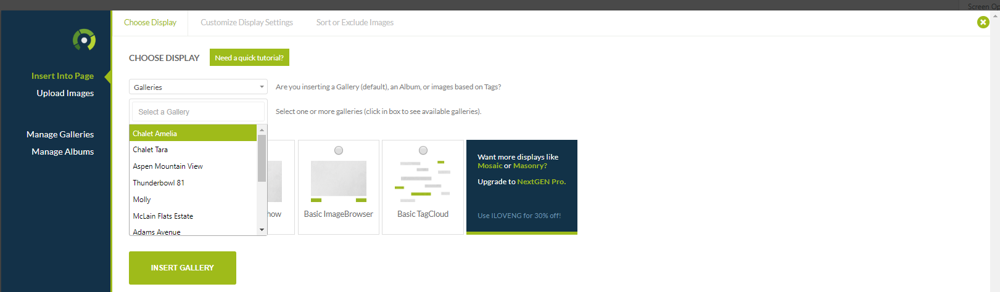 Screen Op
Choose Display
Customize Display Settings
Sort or Exclude Images
CHOOSE DISPLAY
Need a quick tutorial?
Insert Into Page
Upload Images
Manage Galleries
Manage Albums
Galleries
Are you inserting a Gallery (default), an Album, or images based on Tags?
Select a Gallery
Select one or more galleries (click in box to see available galleries).
Chalet Amelia
Chalet Tara
Aspen Mountain View
Thunderbowl 81
Molly
McLain Flats Estate
Adams Avenue
how
Basic ImageBrowser
Basic TagCloud
Want more displays like
Mosaic or Masonry?
Upgrade to NextGEN Pro.
Use ILOVENG for 30% off!
INSERT GALLERY